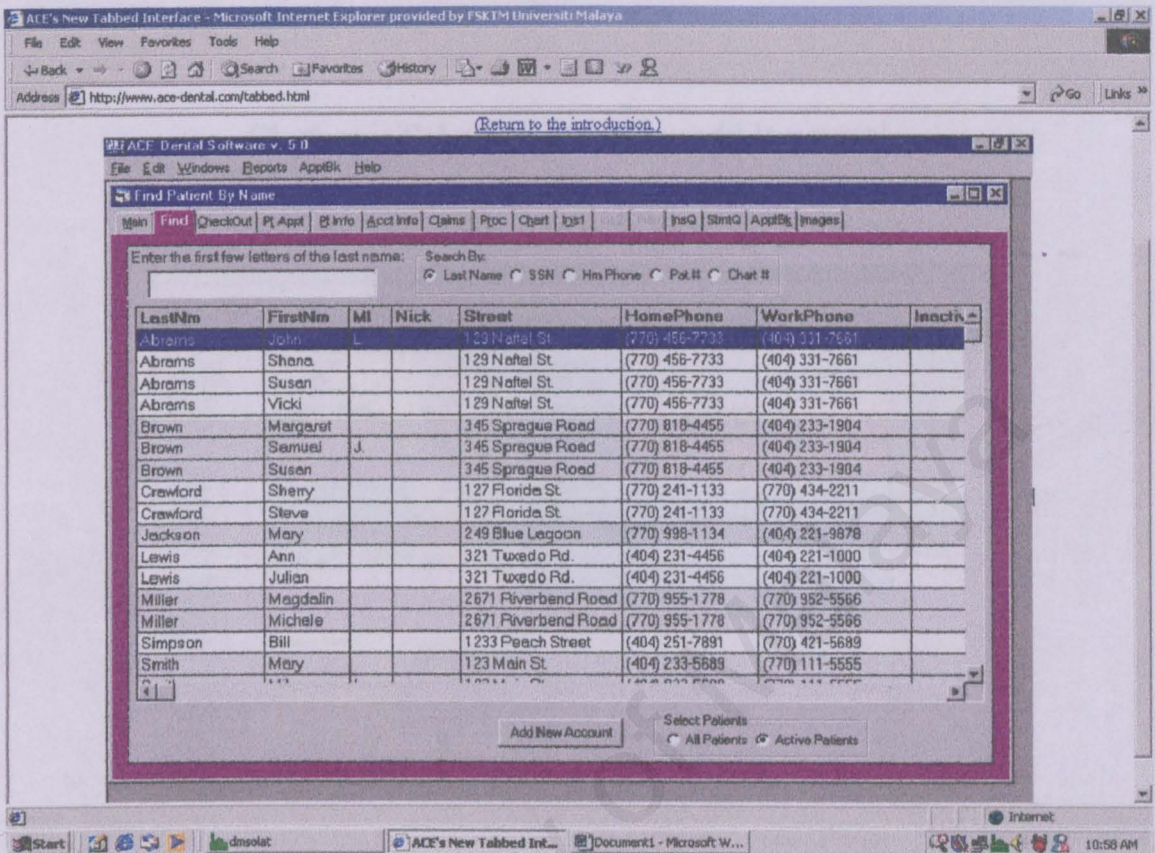 ACE's New Tabbed Interface - Microsoft Internet Explorer provided by FSKTM Universiti Malaya
File Edit View Favorites Tools Help
Back Search Favorites History
Address http://www.ace-dental.com/tabbed.html Go Links »
(Return to the introduction.)
ACE Dental Software v. 5.0
File Edit Windows Reports ApptBk Help
Find Patient By Name
Main Find CheckOut Pt Appt Pt Info Acct Info Claims Proc Chart Ins1 InsQ StmtQ ApptBk Images
Enter the first few letters of the last name: Search By:
Last Name SSN Hm Phone Pat # Chart #
LastNm FirstNm MI Nick Street HomePhone WorkPhone Inactiv
Abrams John L. 129 Naftel St. (770) 456-7733 (404) 331-7661
Abrams Shana 129 Naftel St. (770) 456-7733 (404) 331-7661
Abrams Susan 129 Naftel St. (770) 456-7733 (404) 331-7661
Abrams Vicki 129 Naftel St. (770) 456-7733 (404) 331-7661
Brown Margaret 345 Sprague Road (770) 818-4455 (404) 233-1904
Brown Samuel J. 345 Sprague Road (770) 818-4455 (404) 233-1904
Brown Susan 345 Sprague Road (770) 818-4455 (404) 233-1904
Crawford Sherry 127 Florida St. (770) 241-1133 (770) 434-2211
Crawford Steve 127 Florida St. (770) 241-1133 (770) 434-2211
Jackson Mary 249 Blue Lagoon (770) 998-1134 (404) 221-9878
Lewis Ann 321 Tuxedo Rd. (404) 231-4456 (404) 221-1000
Lewis Julian 321 Tuxedo Rd. (404) 231-4456 (404) 221-1000
Miller Magdalin 2671 Riverbend Road (770) 955-1778 (770) 952-5566
Miller Michele 2671 Riverbend Road (770) 955-1778 (770) 952-5566
Simpson Bill 1233 Peach Street (404) 251-7891 (770) 421-5689
Smith Mary 123 Main St. (404) 233-5689 (770) 111-5555
Add New Account
Select Patients
All Patients Active Patients
Internet
Start dmsolat ACE's New Tabbed Int... Document1 - Microsoft W... 10:58 AM
of Malaya